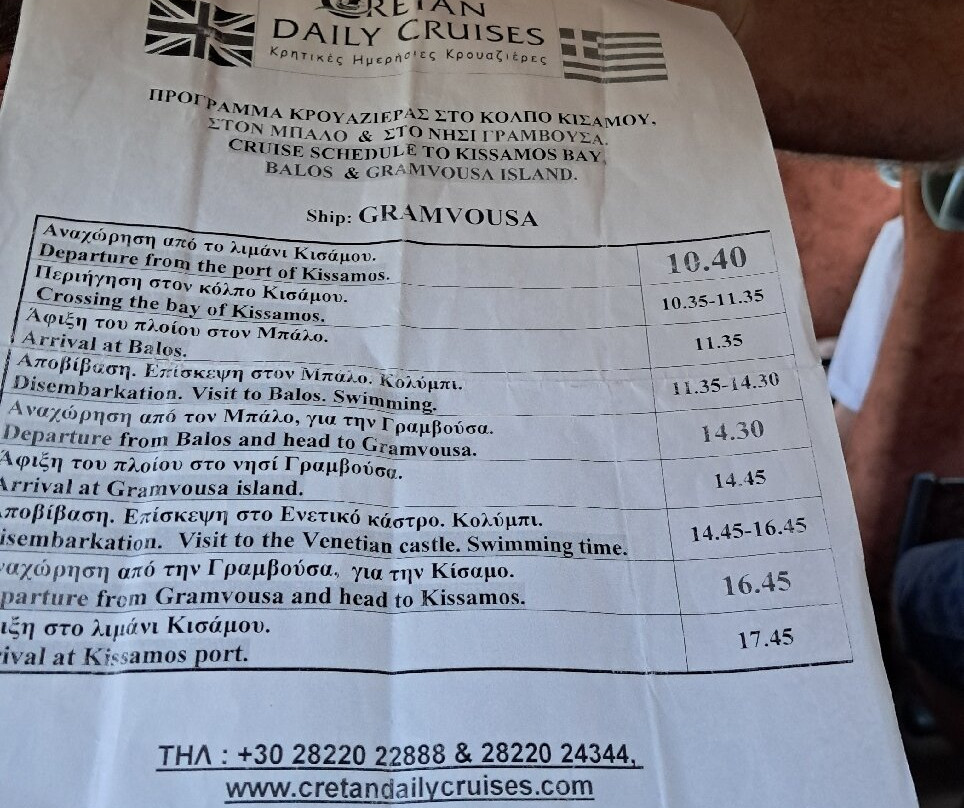 CRETAN
DAILY CRUISES
Κρητικές Ημερήσιες Κρουαζιέρες
ΠΡΟΓΡΑΜΜΑ ΚΡΟΥΑΖΙΕΡΑΣ ΣΤΟ ΚΟΛΠΟ ΚΙΣΑΜΟΥ,
ΣΤΟΝ ΜΠΑΛΟ & ΣΤΟ ΝΗΣΙ ΓΡΑΜΒΟΥΣΑ.
CRUISE SCHEDULE TO KISSAMOS BAY,
BALOS & GRAMVOUSA ISLAND.
Ship: GRAMVOUSA
Αναχώρηση από το λιμάνι Κισάμου.
Departure from the port of Kissamos.
10.40
Περιήγηση στον κόλπο Κισάμου.
Crossing the bay of Kissamos.
10.35-11.35
Άφιξη του πλοίου στον Μπάλο.
Arrival at Balos.
11.35
Αποβίβαση. Επίσκεψη στον Μπάλο. Κολύμπι.
Disembarkation. Visit to Balos. Swimming.
11.35-14.30
Αναχώρηση από τον Μπάλο, για την Γραμβούσα.
Departure from Balos and head to Gramvousa.
14.30
Άφιξη του πλοίου στο νησί Γραμβούσα.
Arrival at Gramvousa island.
14.45
ποβίβαση. Επίσκεψη στο Ενετικό κάστρο. Κολύμπι.
isembarkation. Visit to the Venetian castle. Swimming time.
14.45-16.45
ναχώρηση από την Γραμβούσα, για την Κίσαμο.
parture from Gramvousa and head to Kissamos.
16.45
ιξη στο λιμάνι Κισάμου.
ival at Kissamos port.
17.45
ΤΗΛ : +30 28220 22888 & 28220 24344,
www.cretandailycruises.com